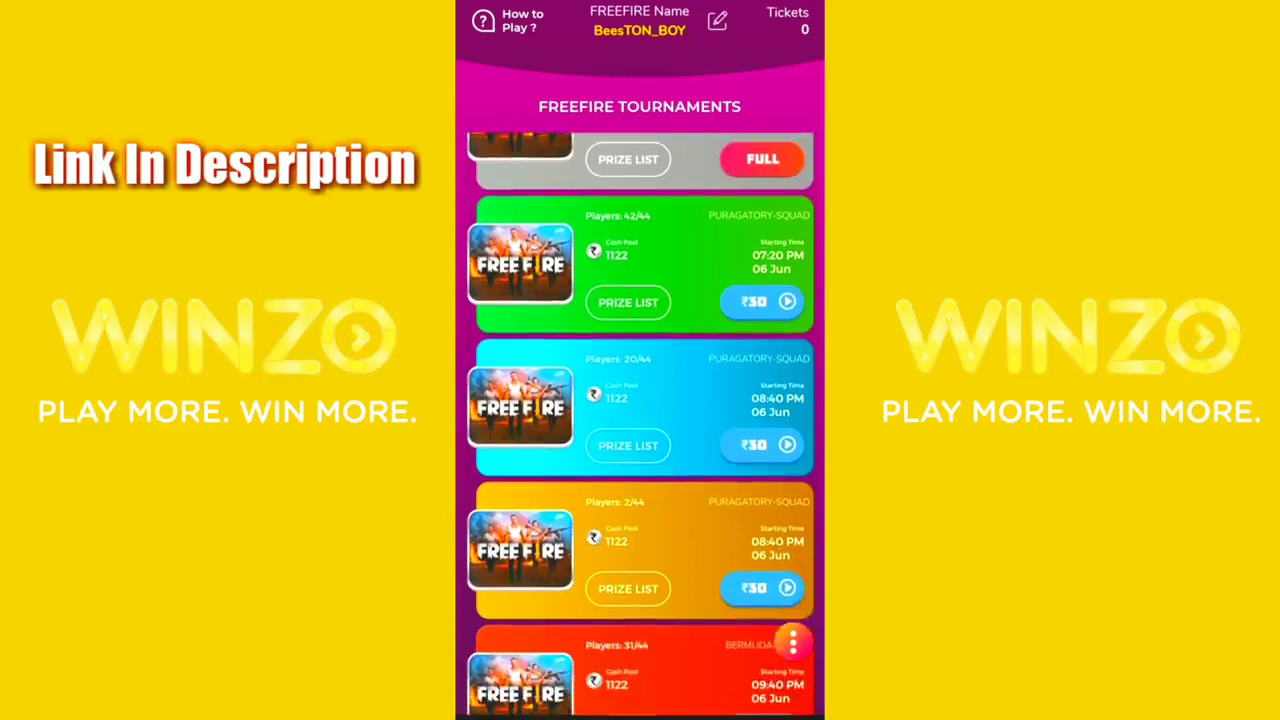 How to
Play ?
FREEFIRE Name
BeesTON_BOY
Tickets
0
FREEFIRE TOURNAMENTS
Link In Description
PRIZE LIST
FULL
Players: 42/44
PURAGATORY-SQUAD
FREE FIRE
Cash Pool
1122
Starting Time
07:20 PM
06 Jun
PRIZE LIST
₹30
WINZO
PLAY MORE. WIN MORE.
Players: 20/44
PURAGATORY-SQUAD
FREE FIRE
Cash Pool
1122
Starting Time
08:40 PM
06 Jun
PRIZE LIST
₹30
WINZO
PLAY MORE. WIN MORE.
Players: 2/44
PURAGATORY-SQUAD
FREE FIRE
Cash Pool
1122
Starting Time
08:40 PM
06 Jun
PRIZE LIST
₹30
Players: 31/44
BERMUDA
FREE FIRE
Cash Pool
1122
Starting Time
09:40 PM
06 Jun